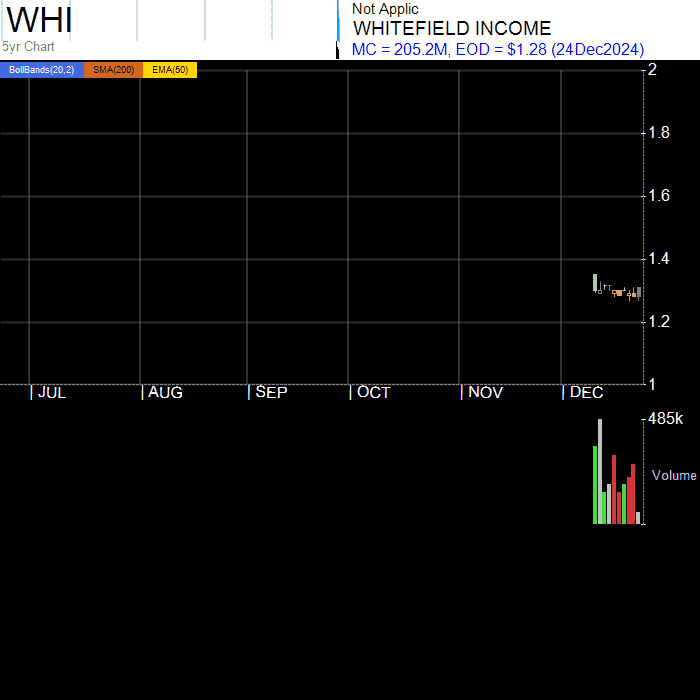 WHI
5yr Chart
Not Applic
WHITEFIELD INCOME
MC = 205.2M, EOD = $1.28 (24Dec2024)
BollBands(20,2) SMA(200) EMA(50)
2
1.8
1.6
1.4
1.2
1
| JUL | AUG | SEP | OCT | NOV | DEC
485k
Volume